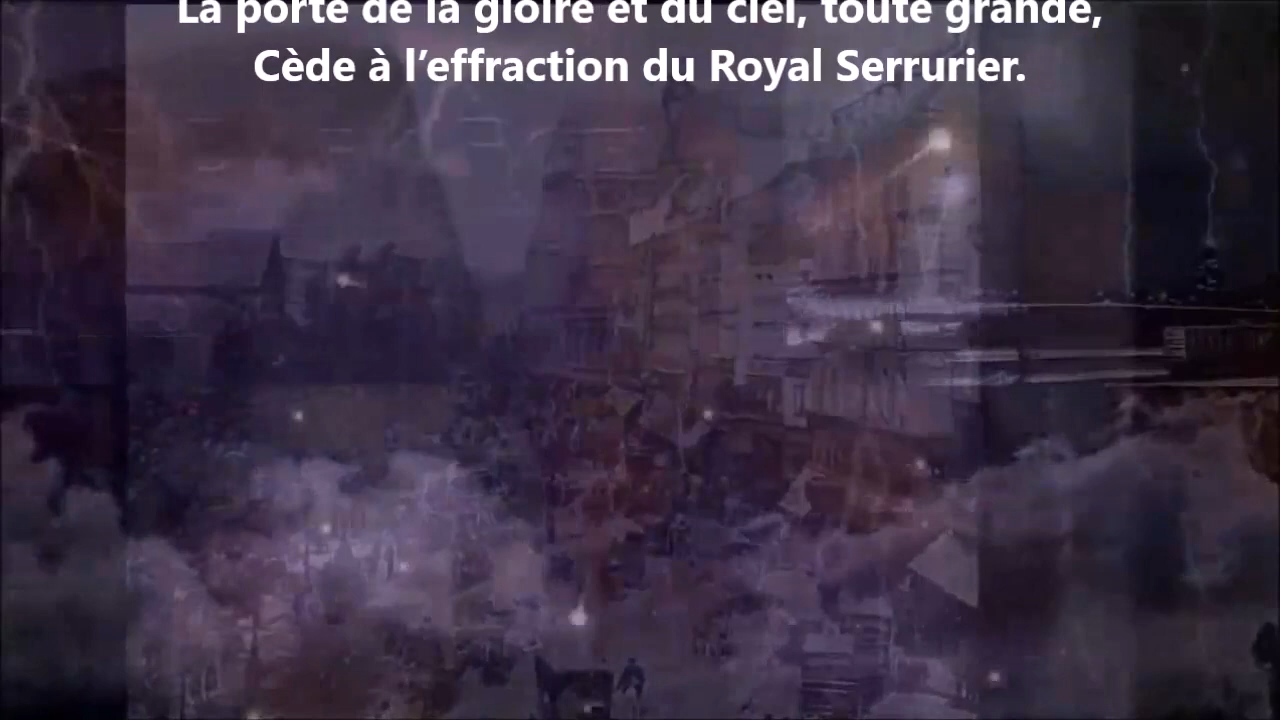 La porte de la gloire et du ciel, toute grande,
Cède à l’effraction du Royal Serrurier.